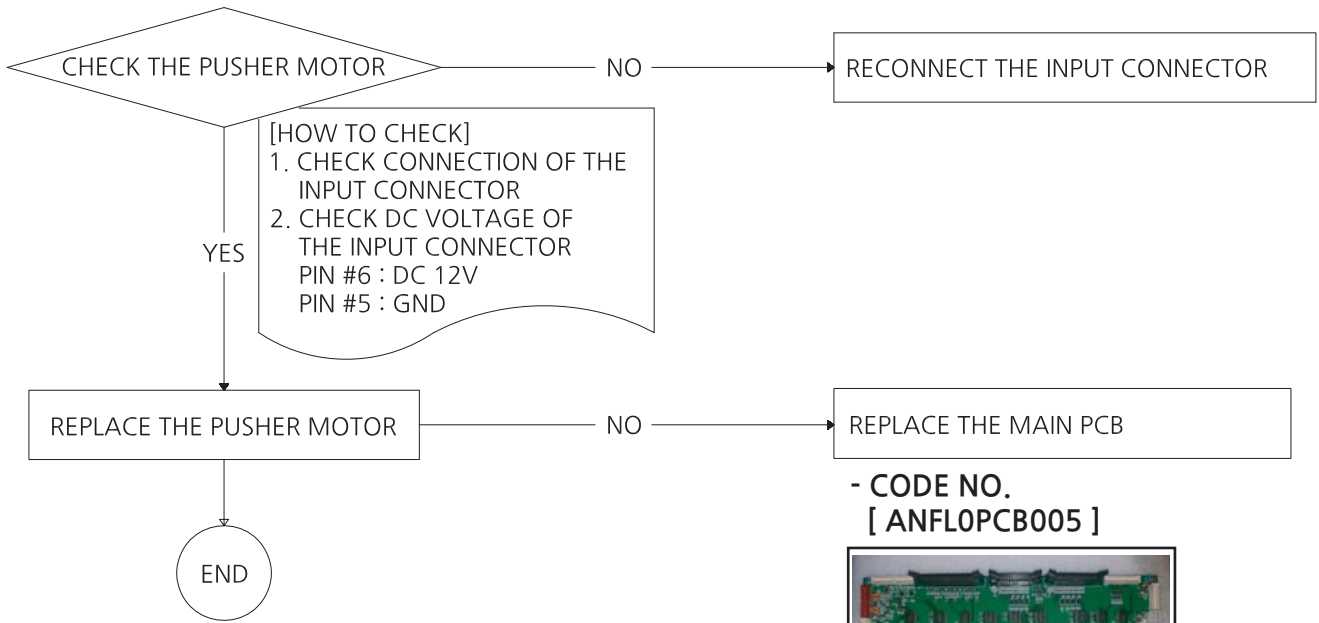 CHECK THE PUSHER MOTOR
NO
RECONNECT THE INPUT CONNECTOR
[HOW TO CHECK]
1. CHECK CONNECTION OF THE
INPUT CONNECTOR
2. CHECK DC VOLTAGE OF
THE INPUT CONNECTOR
PIN #6 : DC 12V
PIN #5 : GND
YES
REPLACE THE PUSHER MOTOR
NO
REPLACE THE MAIN PCB
- CODE NO.
[ ANFL0PCB005 ]
END